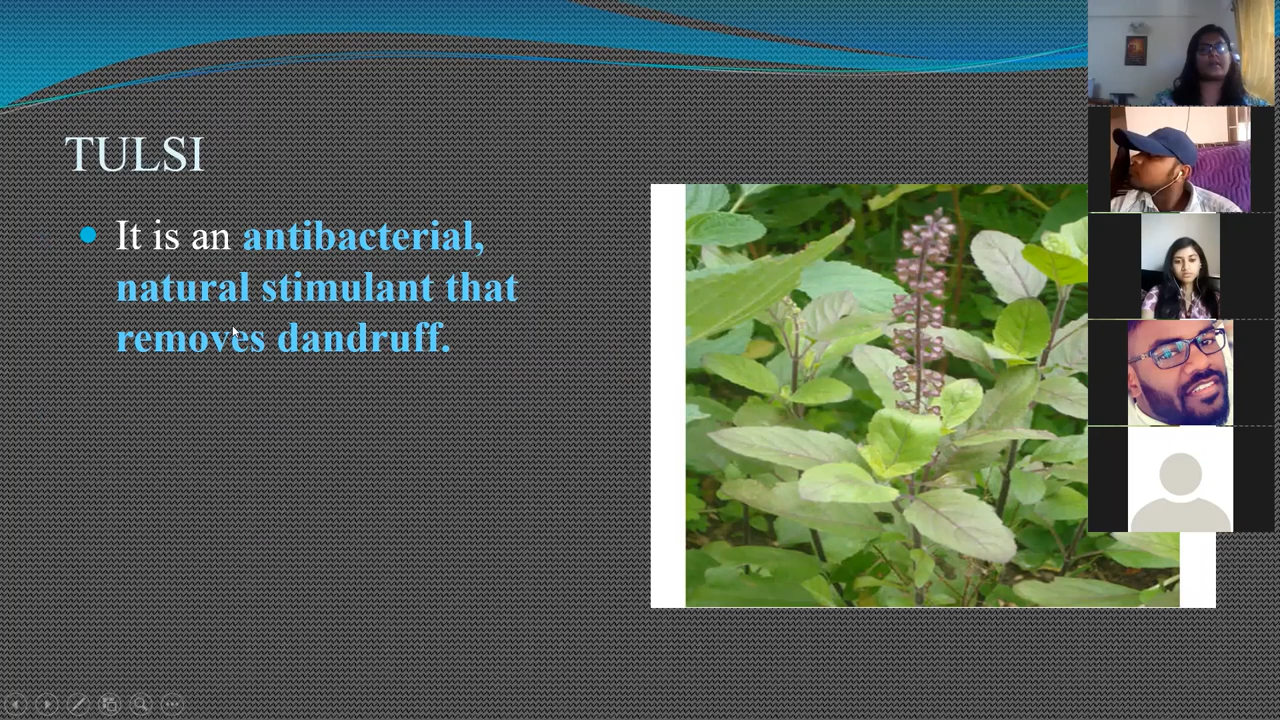 TULSI
It is an antibacterial,
natural stimulant that
removes dandruff.